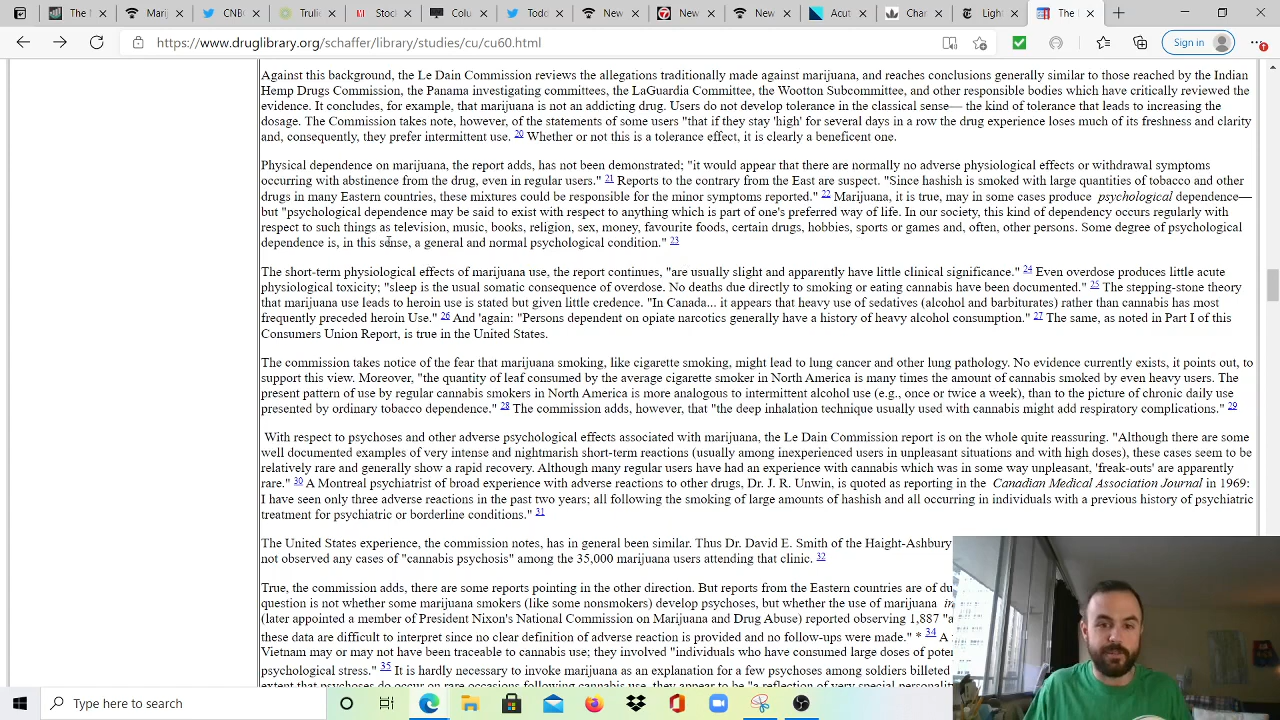 The
Marij
CNBC
Trulie
Stock
Colu
Todo
New
New
New
Acut
Char
Light
The
https://www.druglibrary.org/schaffer/library/studies/cu/cu60.html
Sign in
Against this background, the Le Dain Commission reviews the allegations traditionally made against marijuana, and reaches conclusions generally similar to those reached by the Indian
Hemp Drugs Commission, the Panama investigating committees, the LaGuardia Committee, the Wootton Subcommittee, and other responsible bodies which have critically reviewed the
evidence. It concludes, for example, that marijuana is not an addicting drug. Users do not develop tolerance in the classical sense— the kind of tolerance that leads to increasing the
dosage. The Commission takes note, however, of the statements of some users "that if they stay 'high' for several days in a row the drug experience loses much of its freshness and clarity
and, consequently, they prefer intermittent use. 20 Whether or not this is a tolerance effect, it is clearly a beneficent one.
Physical dependence on marijuana, the report adds, has not been demonstrated; "it would appear that there are normally no adverse physiological effects or withdrawal symptoms
occurring with abstinence from the drug, even in regular users." 21 Reports to the contrary from the East are suspect. "Since hashish is smoked with large quantities of tobacco and other
drugs in many Eastern countries, these mixtures could be responsible for the minor symptoms reported." 22 Marijuana, it is true, may in some cases produce psychological dependence—
but "psychological dependence may be said to exist with respect to anything which is part of one's preferred way of life. In our society, this kind of dependency occurs regularly with
respect to such things as television, music, books, religion, sex, money, favourite foods, certain drugs, hobbies, sports or games and, often, other persons. Some degree of psychological
dependence is, in this sense, a general and normal psychological condition." 23
The short-term physiological effects of marijuana use, the report continues, "are usually slight and apparently have little clinical significance." 24 Even overdose produces little acute
physiological toxicity; "sleep is the usual somatic consequence of overdose. No deaths due directly to smoking or eating cannabis have been documented." 25 The stepping-stone theory
that marijuana use leads to heroin use is stated but given little credence. "In Canada... it appears that heavy use of sedatives (alcohol and barbiturates) rather than cannabis has most
frequently preceded heroin Use." 26 And 'again: "Persons dependent on opiate narcotics generally have a history of heavy alcohol consumption." 27 The same, as noted in Part I of this
Consumers Union Report, is true in the United States.
The commission takes notice of the fear that marijuana smoking, like cigarette smoking, might lead to lung cancer and other lung pathology. No evidence currently exists, it points out, to
support this view. Moreover, "the quantity of leaf consumed by the average cigarette smoker in North America is many times the amount of cannabis smoked by even heavy users. The
present pattern of use by regular cannabis smokers in North America is more analogous to intermittent alcohol use (e.g., once or twice a week), than to the picture of chronic daily use
presented by ordinary tobacco dependence." 28 The commission adds, however, that "the deep inhalation technique usually used with cannabis might add respiratory complications." 29
With respect to psychoses and other adverse psychological effects associated with marijuana, the Le Dain Commission report is on the whole quite reassuring. "Although there are some
well documented examples of very intense and nightmarish short-term reactions (usually among inexperienced users in unpleasant situations and with high doses), these cases seem to be
relatively rare and generally show a rapid recovery. Although many regular users have had an experience with cannabis which was in some way unpleasant, 'freak-outs' are apparently
rare." 30 A Montreal psychiatrist of broad experience with adverse reactions to other drugs, Dr. J. R. Unwin, is quoted as reporting in the Canadian Medical Association Journal in 1969:
I have seen only three adverse reactions in the past two years; all following the smoking of large amounts of hashish and all occurring in individuals with a previous history of psychiatric
treatment for psychiatric or borderline conditions." 31
The United States experience, the commission notes, has in general been similar. Thus Dr. David E. Smith of the Haight-Ashbury
not observed any cases of "cannabis psychosis" among the 35,000 marijuana users attending that clinic. 32
True, the commission adds, there are some reports pointing in the other direction. But reports from the Eastern countries are of du
question is not whether some marijuana smokers (like some nonsmokers) develop psychoses, but whether the use of marijuana in
(later appointed a member of President Nixon's National Commission on Marijuana and Drug Abuse) reported observing 1,887 "a
these data are difficult to interpret since no clear definition of adverse reaction is provided and no follow-ups were made." * 34 A
Vietnam may or may not have been traceable to cannabis use; they involved "individuals who have consumed large doses of poten
psychological stress." 35 It is hardly necessary to invoke marijuana as an explanation for a few psychoses among soldiers billeted
Type here to search